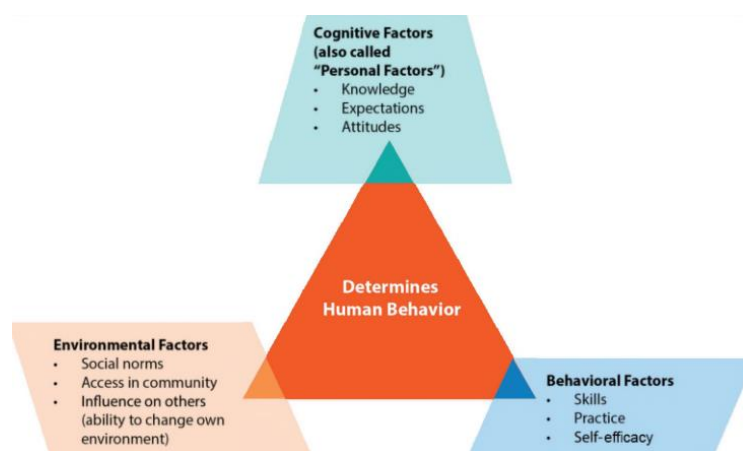 Cognitive Factors
(also called
“Personal Factors”)
• Knowledge
• Expectations
• Attitudes
Determines
Human Behavior
Environmental Factors
• Social norms
• Access in community
• Influence on others
(ability to change own
environment)
Behavioral Factors
• Skills
• Practice
• Self-efficacy